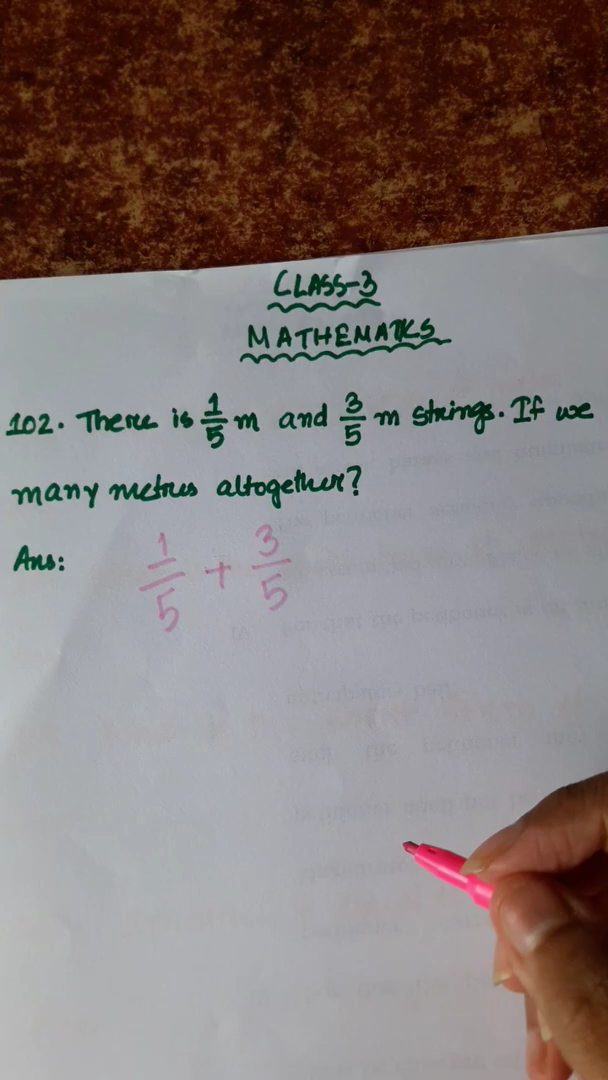 CLASS-3
MATHEMATICS
102. There is 1/5 m and 3/5 m strings. If we
many metres altogether?
Ans: 1/5 + 3/5